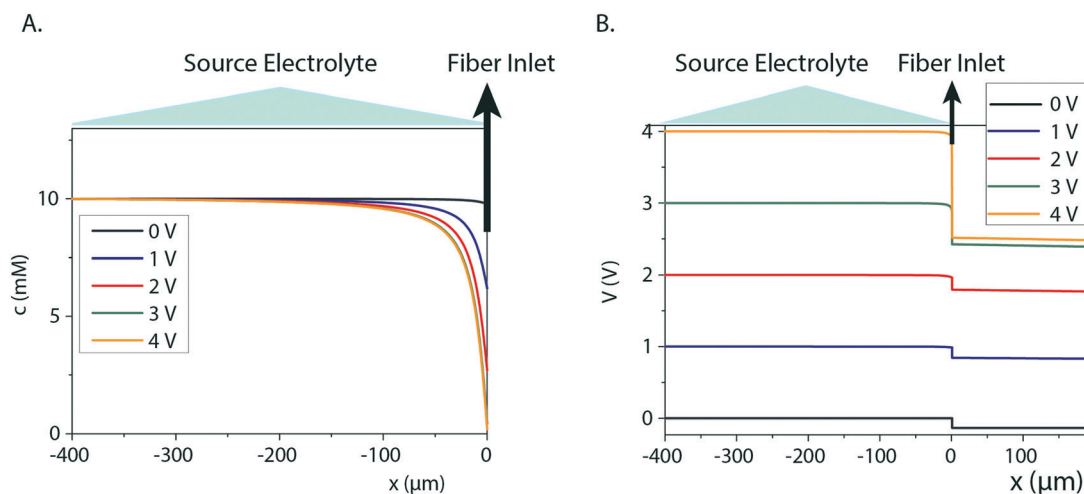 A.
Source Electrolyte
Fiber Inlet
10
5
0
c (mM)
0 V
1 V
2 V
3 V
4 V
-400
-300
-200
-100
0
x (µm)
B.
Source Electrolyte
Fiber Inlet
0 V
1 V
2 V
3 V
4 V
4
3
2
1
0
V (V)
-400
-300
-200
-100
0
100
x (µm)